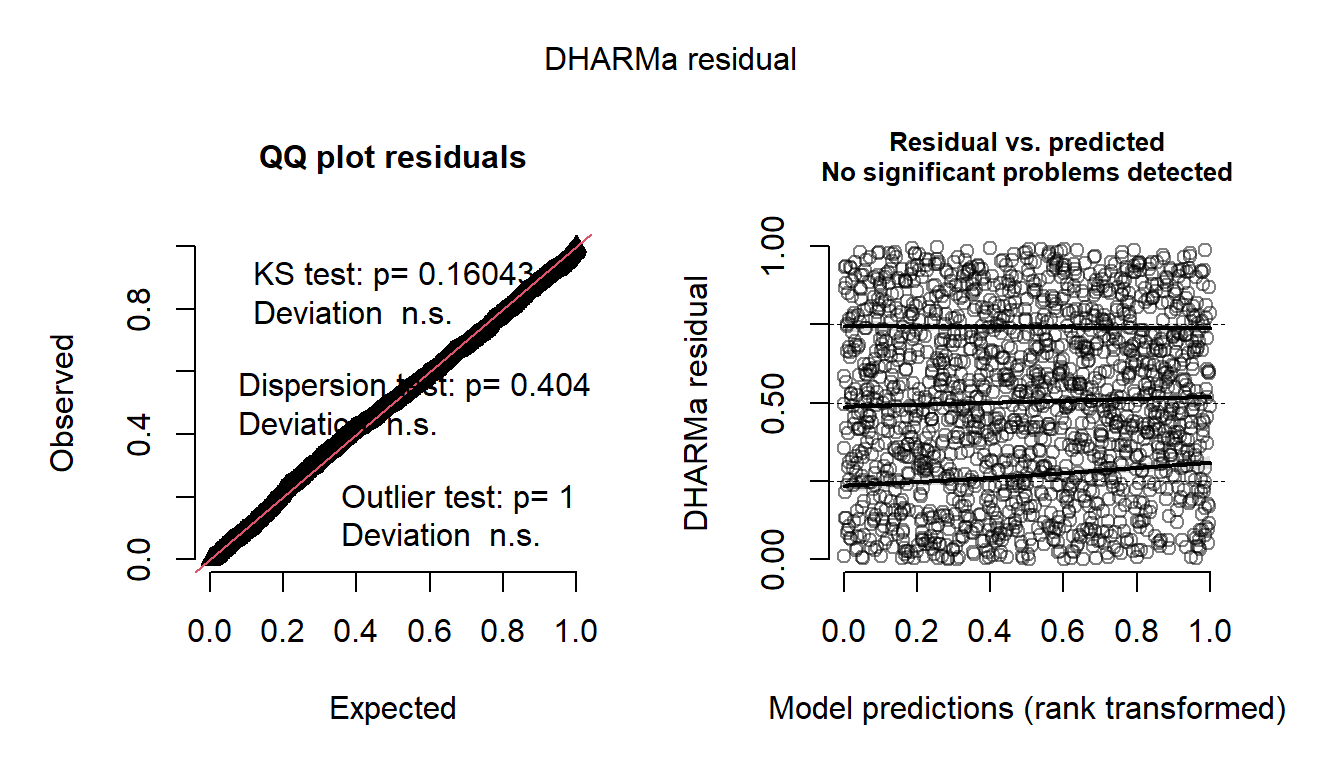 DHARMa residual
QQ plot residuals
KS test: p= 0.16043
Deviation n.s.
Dispersion test: p= 0.404
Deviation n.s.
Outlier test: p= 1
Deviation n.s.
Observed
0.0
0.4
0.8
0.0 0.2 0.4 0.6 0.8 1.0
Expected
Residual vs. predicted
No significant problems detected
DHARMa residual
0.00
0.50
1.00
0.0 0.2 0.4 0.6 0.8 1.0
Model predictions (rank transformed)